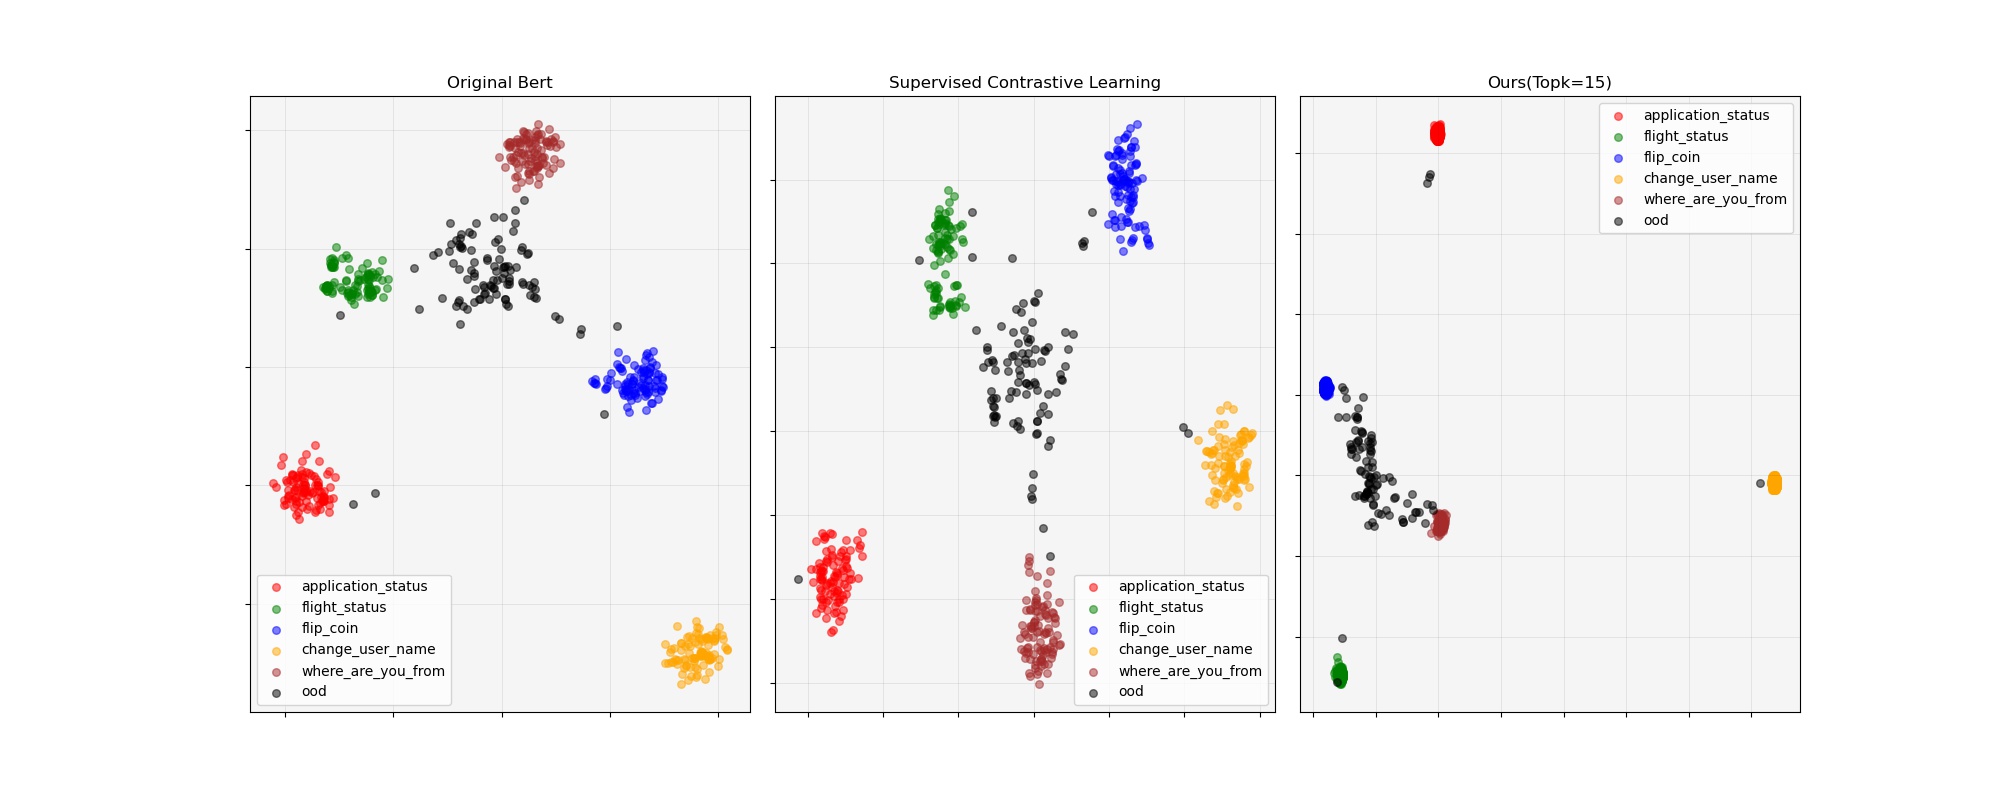 Original Bert
application_status
flight_status
flip_coin
change_user_name
where_are_you_from
ood
Supervised Contrastive Learning
application_status
flight_status
flip_coin
change_user_name
where_are_you_from
ood
Ours(Topk=15)
application_status
flight_status
flip_coin
change_user_name
where_are_you_from
ood